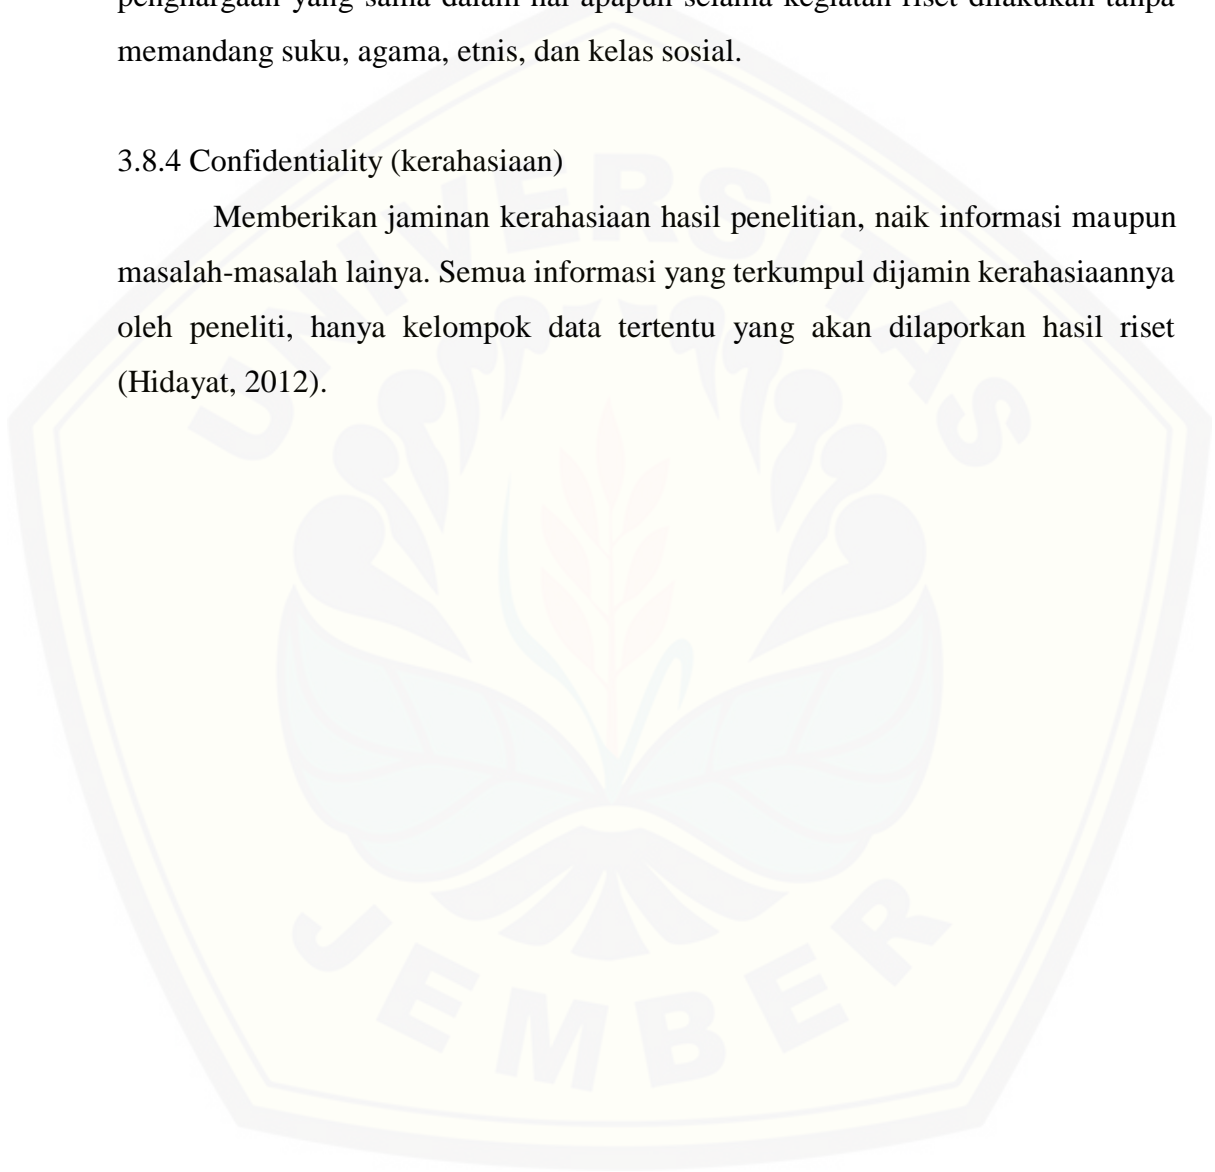 penghargaan yang sama dalam hal apapun selama kegiatan riset dilakukan tanpa
memandang suku, agama, etnis, dan kelas sosial.
3.8.4 Confidentiality (kerahasiaan)
Memberikan jaminan kerahasiaan hasil penelitian, naik informasi maupun
masalah-masalah lainya. Semua informasi yang terkumpul dijamin kerahasiaannya
oleh peneliti, hanya kelompok data tertentu yang akan dilaporkan hasil riset
(Hidayat, 2012).
UNIVERSITAS
JEMBER